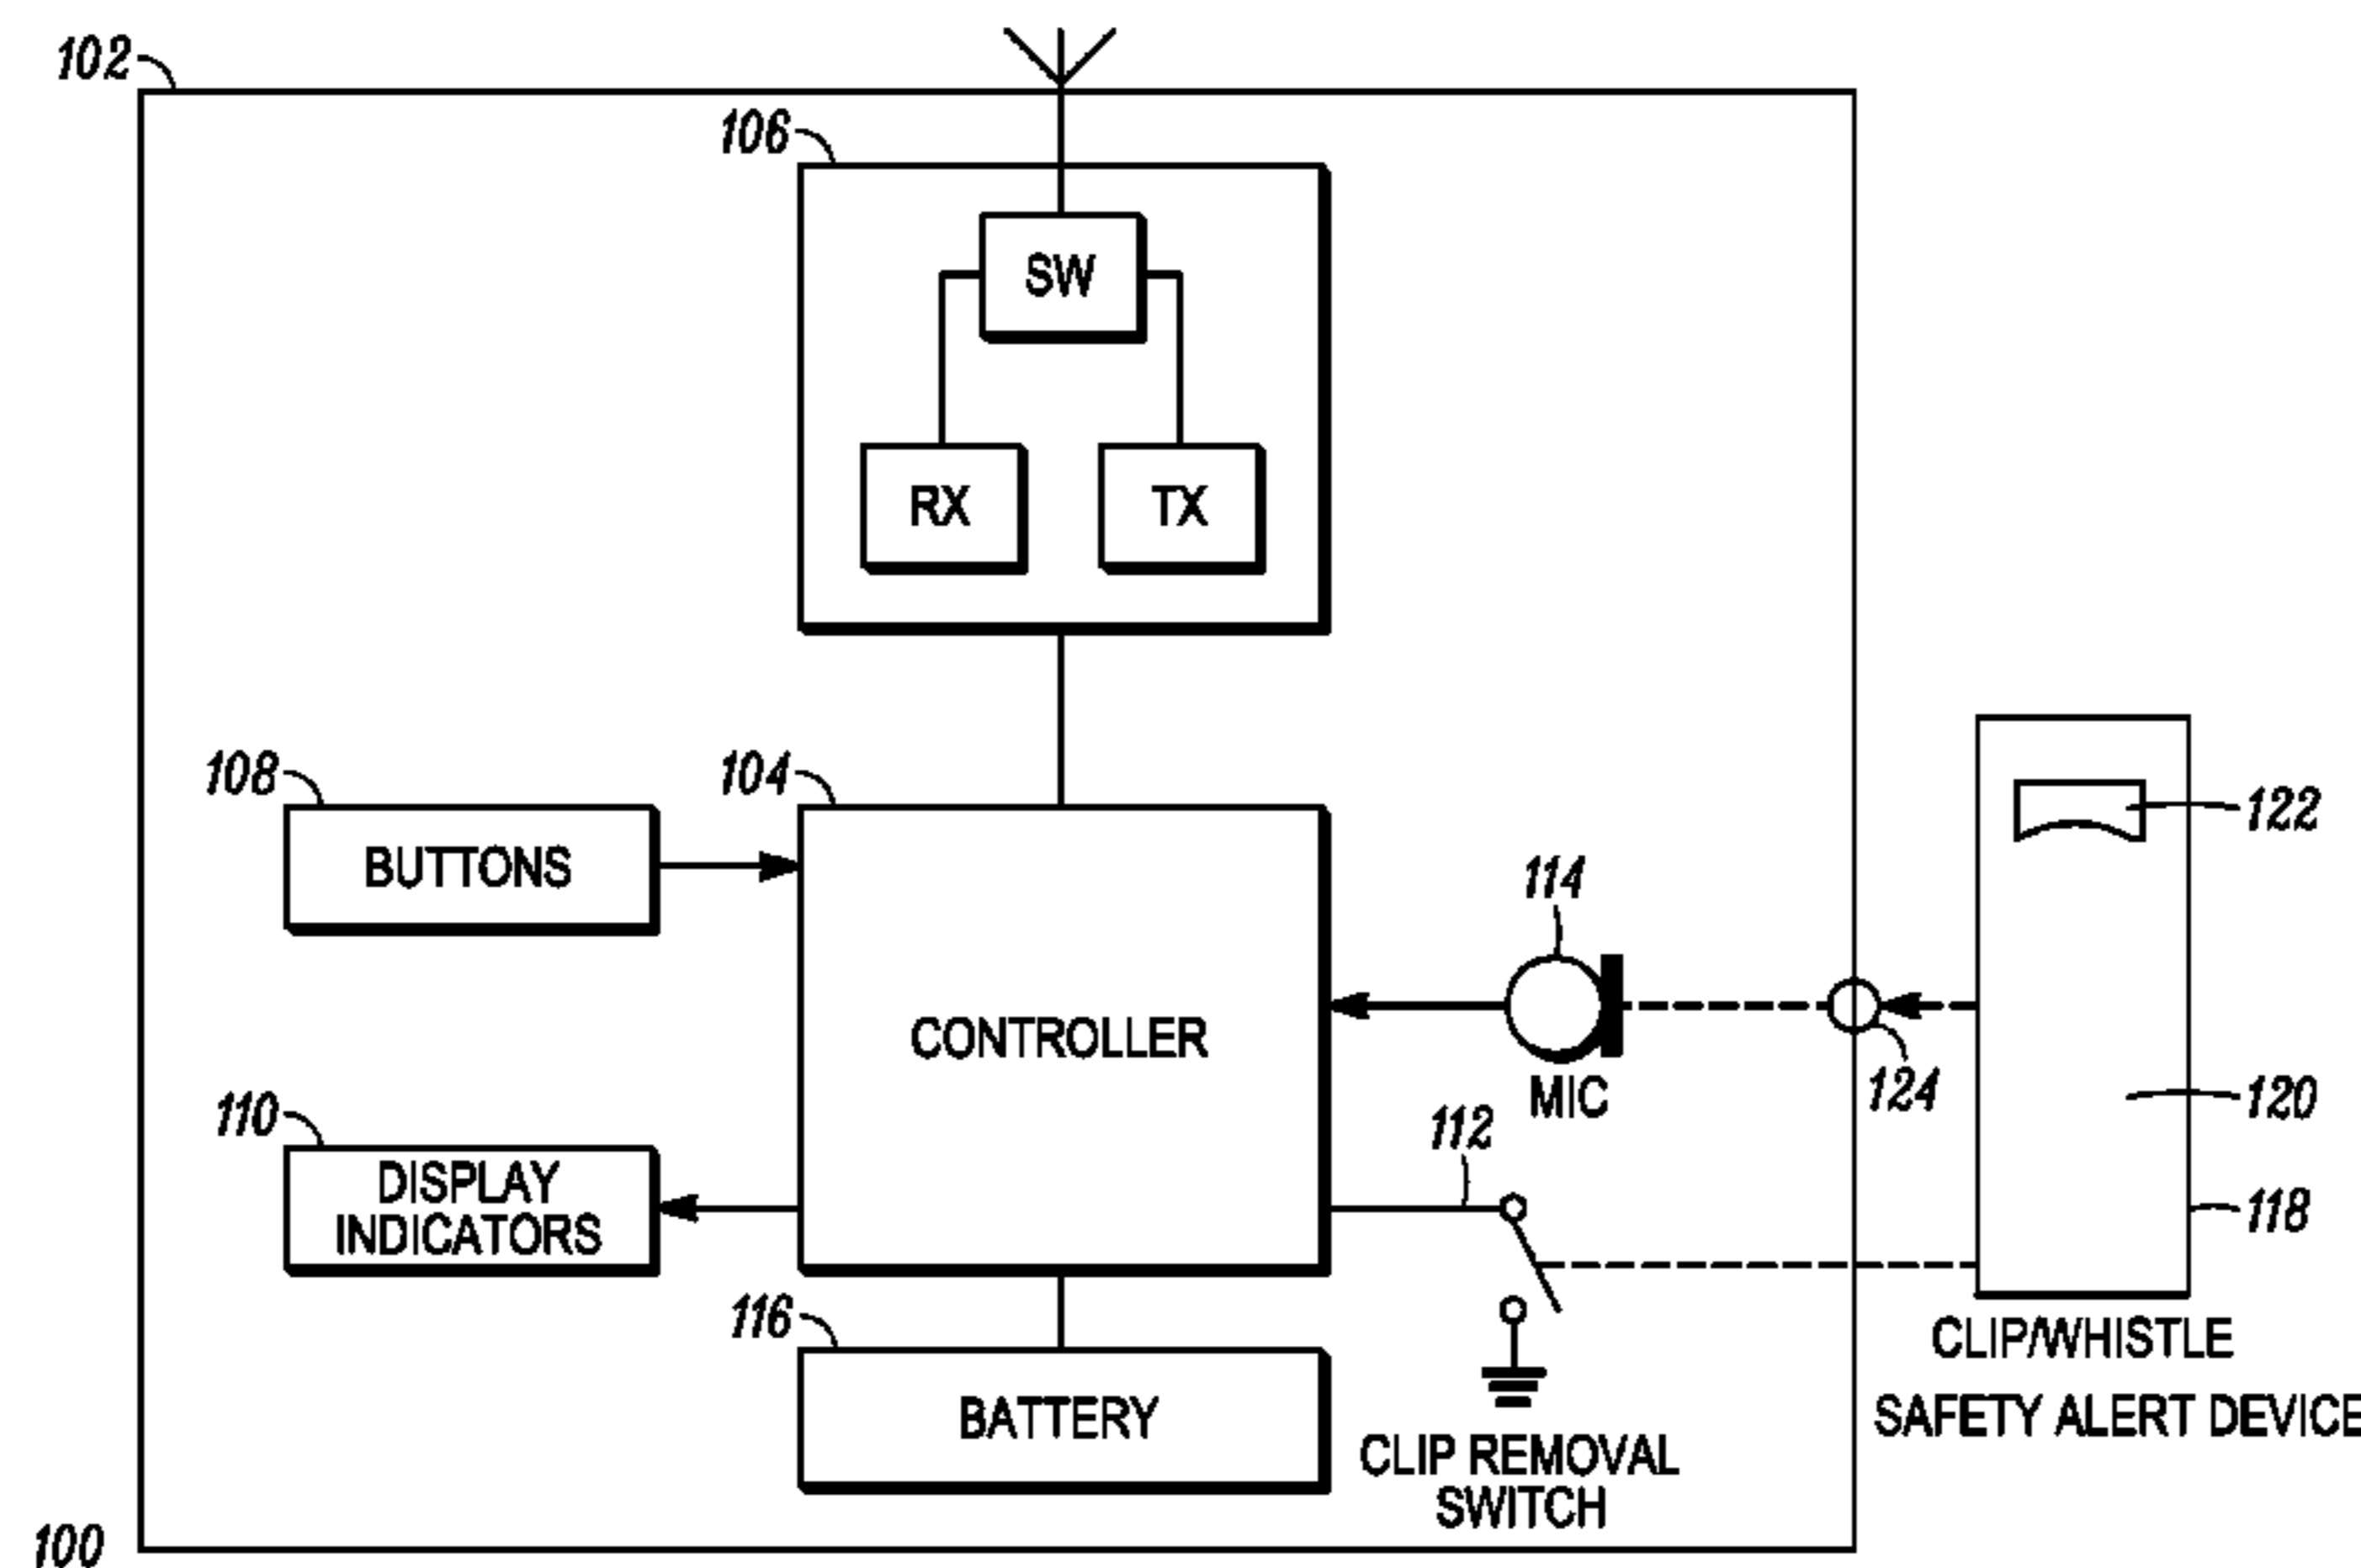 102
106
SW
RX
TX
108
104
122
BUTTONS
114
CONTROLLER
124
MIC
120
110
112
DISPLAY
INDICATORS
118
116
CLIP/WHISTLE
SAFETY ALERT DEVICE
BATTERY
CLIP REMOVAL
SWITCH
100